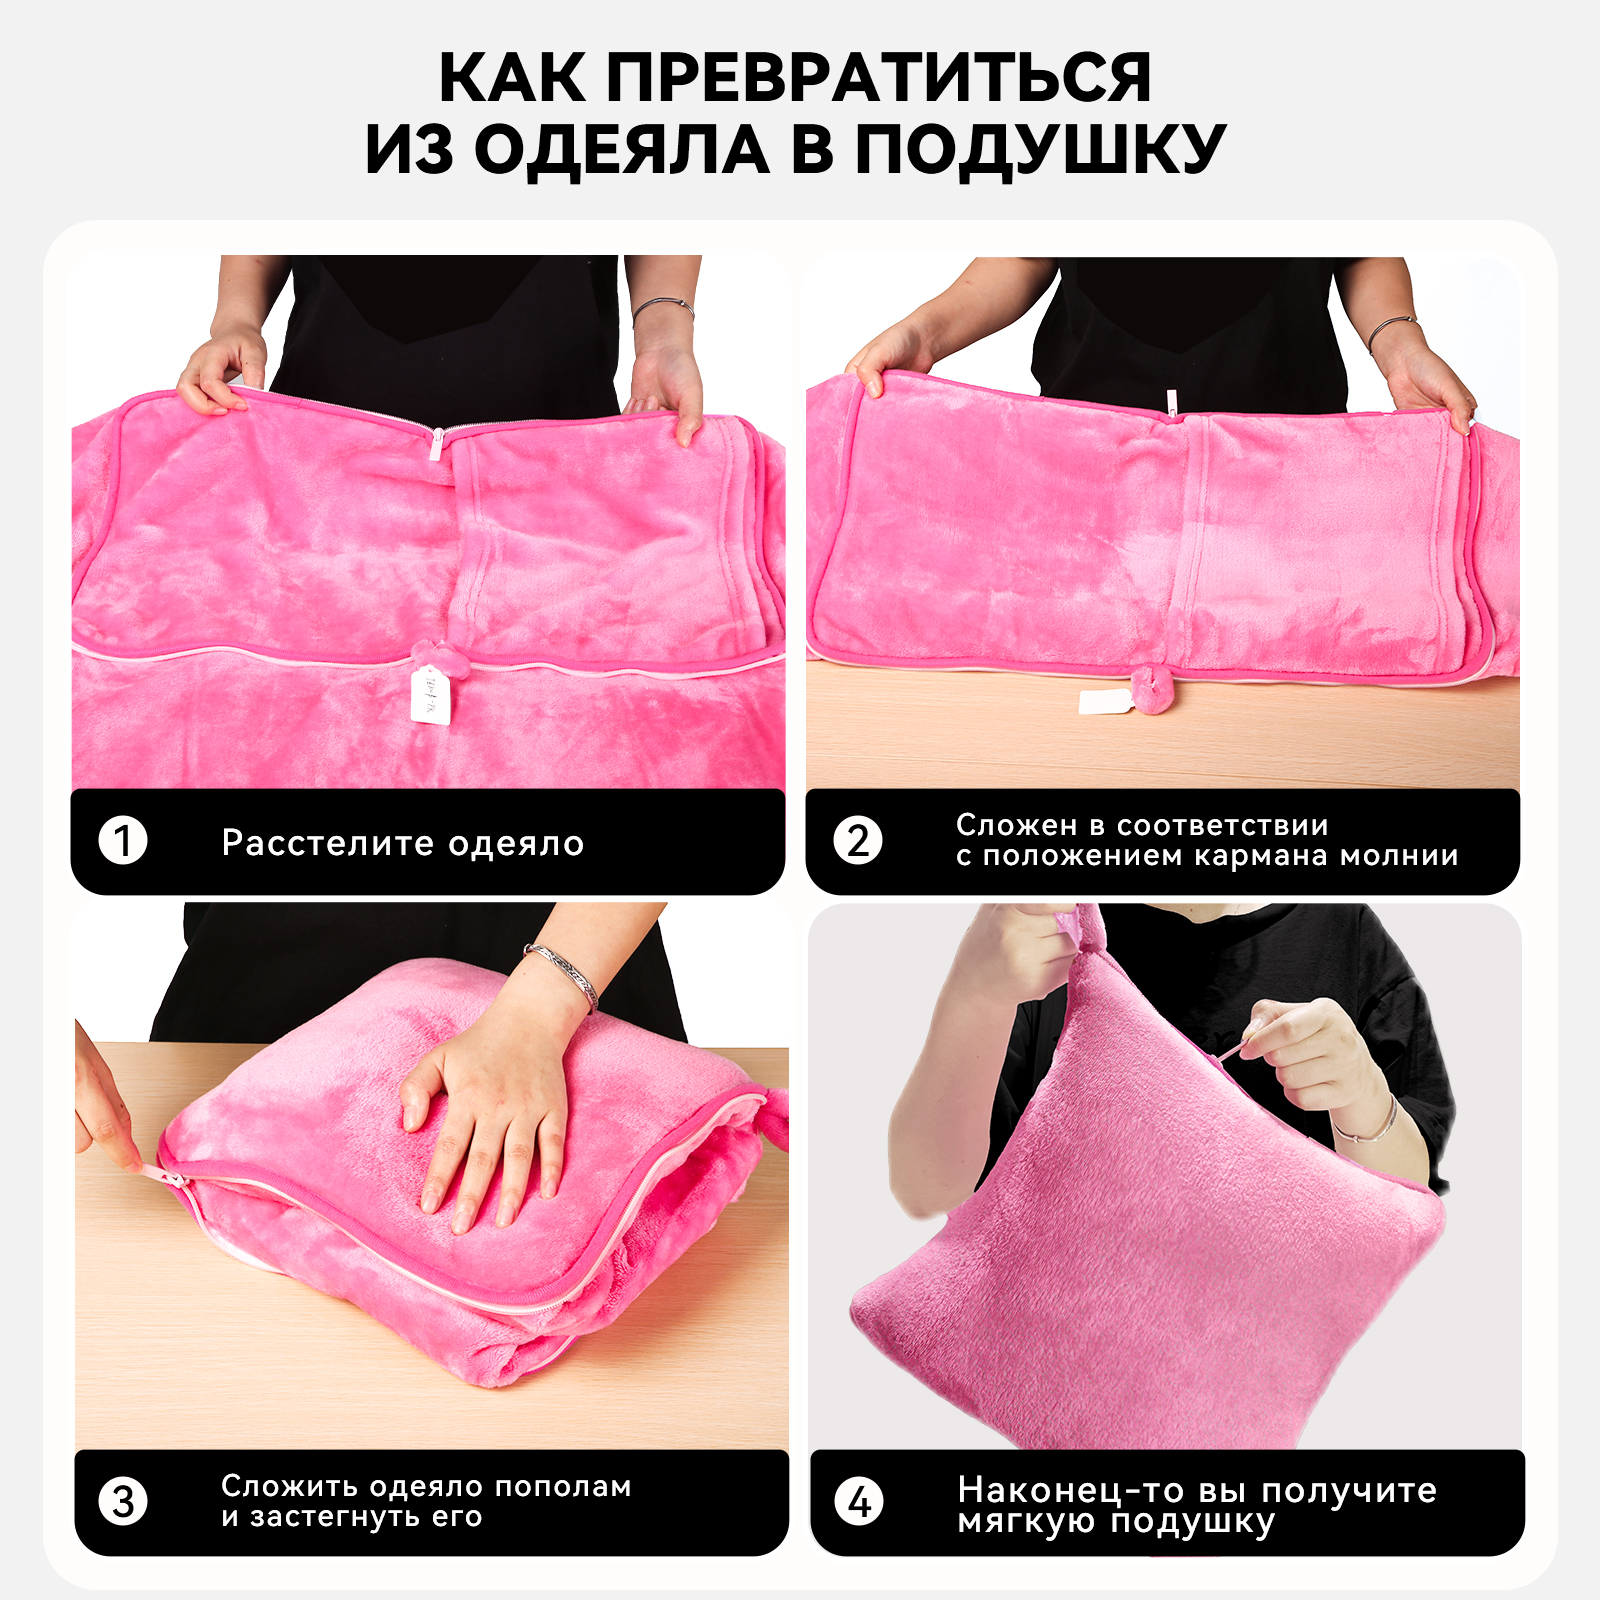 КАК ПРЕВРАТИТЬСЯ
ИЗ ОДЕЯЛА В ПОДУШКУ
1 Расстелите одеяло
2 Сложен в соответствии
с положением кармана молнии
3 Сложить одеяло пополам
и застегнуть его
4 Наконец-то вы получите
мягкую подушку